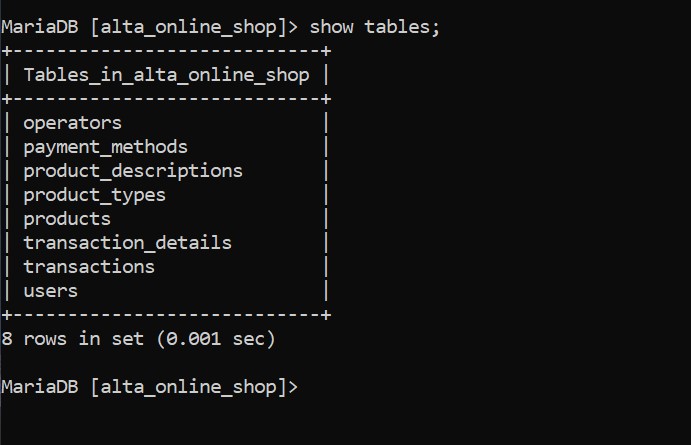 MariaDB [alta_online_shop]> show tables;
+----------------------------+
| Tables_in_alta_online_shop |
+----------------------------+
| operators                  |
| payment_methods            |
| product_descriptions       |
| product_types              |
| products                   |
| transaction_details        |
| transactions               |
| users                      |
+----------------------------+
8 rows in set (0.001 sec)

MariaDB [alta_online_shop]>